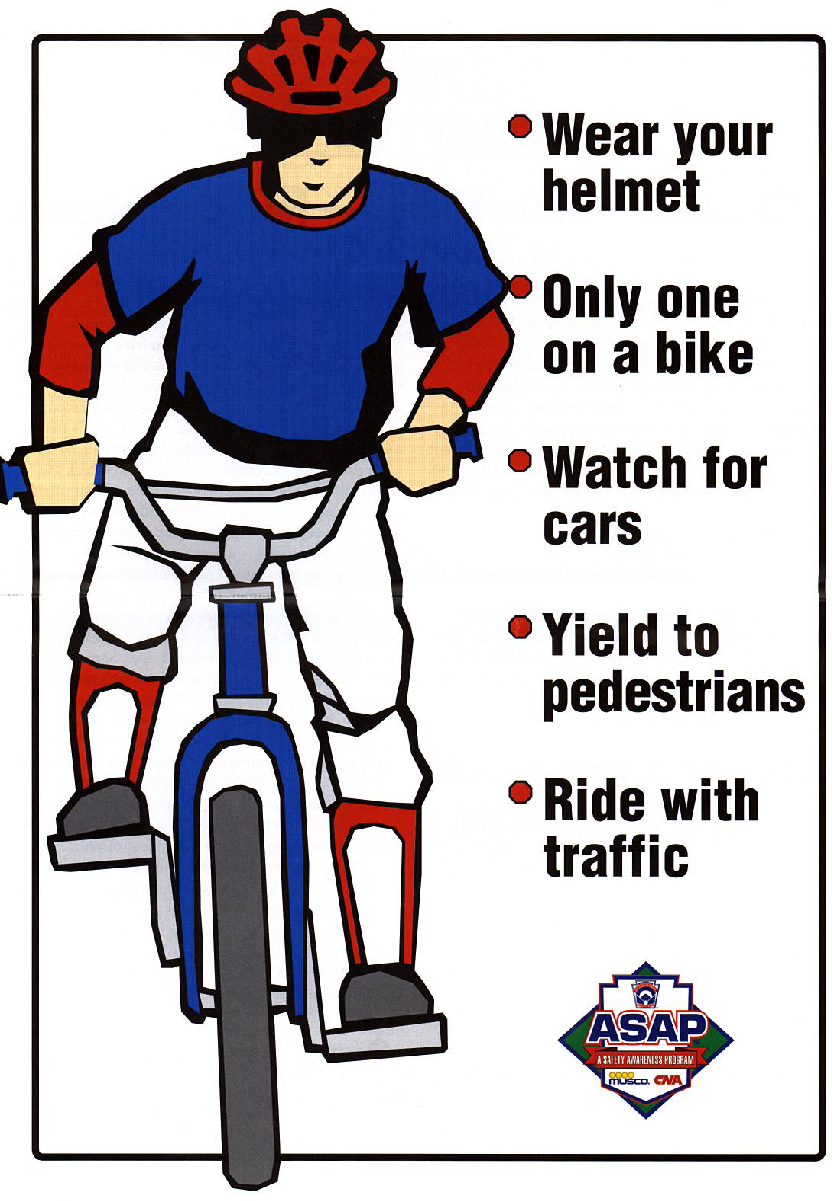 Wear your
helmet
Only one
on a bike
Watch for
cars
Yield to
pedestrians
Ride with
traffic
ASAP
A SAFETY AWARENESS PROGRAM
musco. CNA